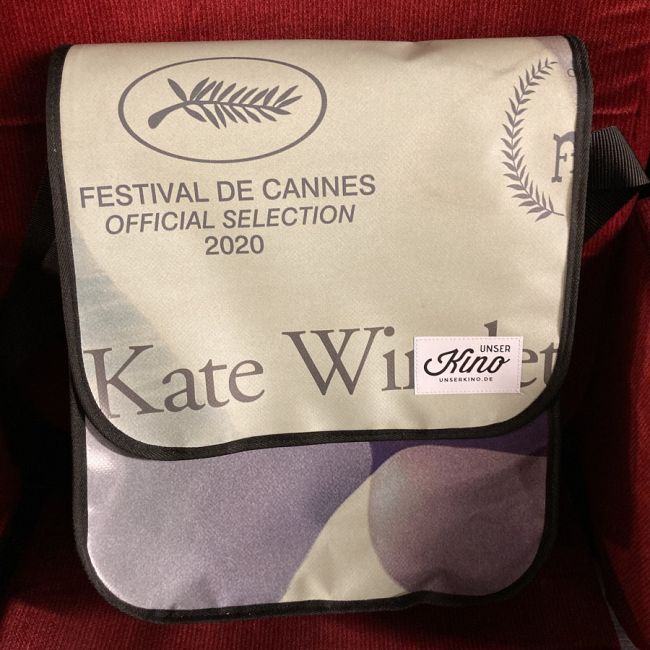 FESTIVAL DE CANNES
OFFICIAL SELECTION
2020
Kate
UNSER
Kino
UNSERKINO.DE